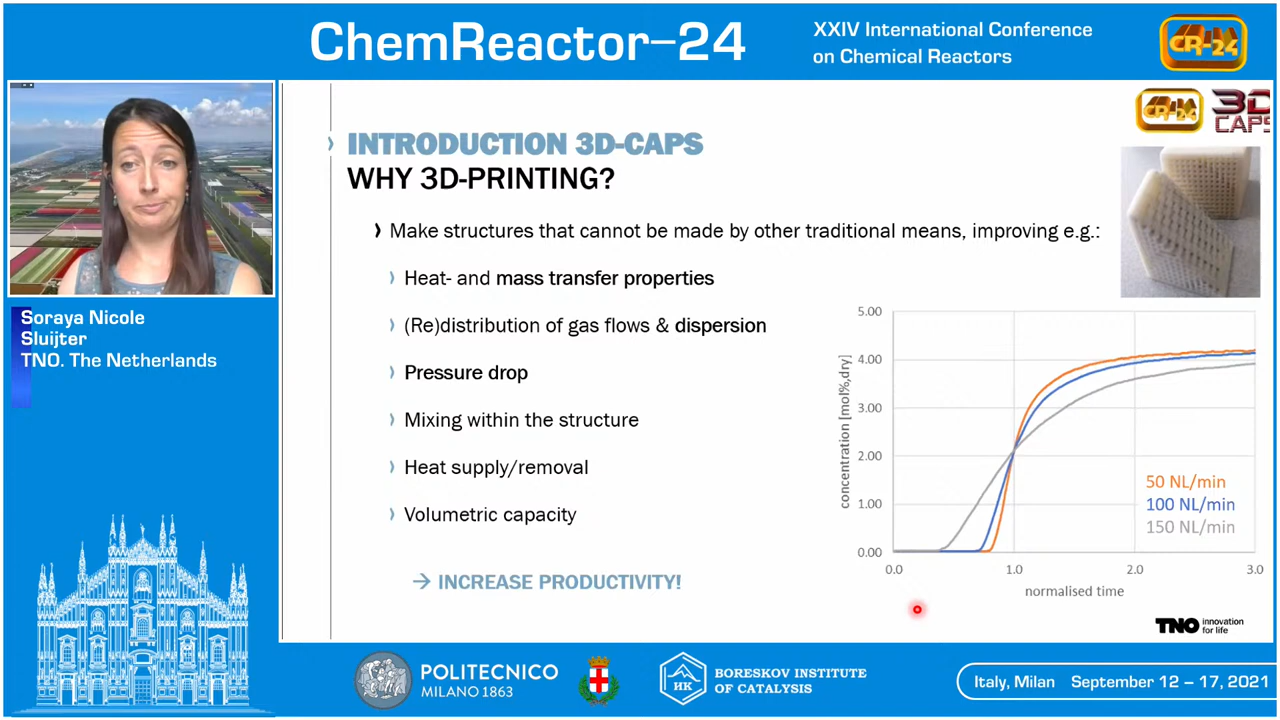 ChemReactor–24
XXIV International Conference
on Chemical Reactors
CR-24
CR-24
3D
CAPS
INTRODUCTION 3D-CAPS
WHY 3D-PRINTING?
Make structures that cannot be made by other traditional means, improving e.g.:
Heat- and mass transfer properties
(Re)distribution of gas flows & dispersion
Pressure drop
Mixing within the structure
Heat supply/removal
Volumetric capacity
→ INCREASE PRODUCTIVITY!
Soraya Nicole
Sluijter
TNO. The Netherlands
concentration [mol%,dry]
5.00
4.00
3.00
2.00
1.00
0.00
0.0 1.0 2.0 3.0
normalised time
50 NL/min
100 NL/min
150 NL/min
TNO innovation
for life
POLITECNICO
MILANO 1863
НК
BORESKOV INSTITUTE
OF CATALYSIS
Italy, Milan September 12 – 17, 2021